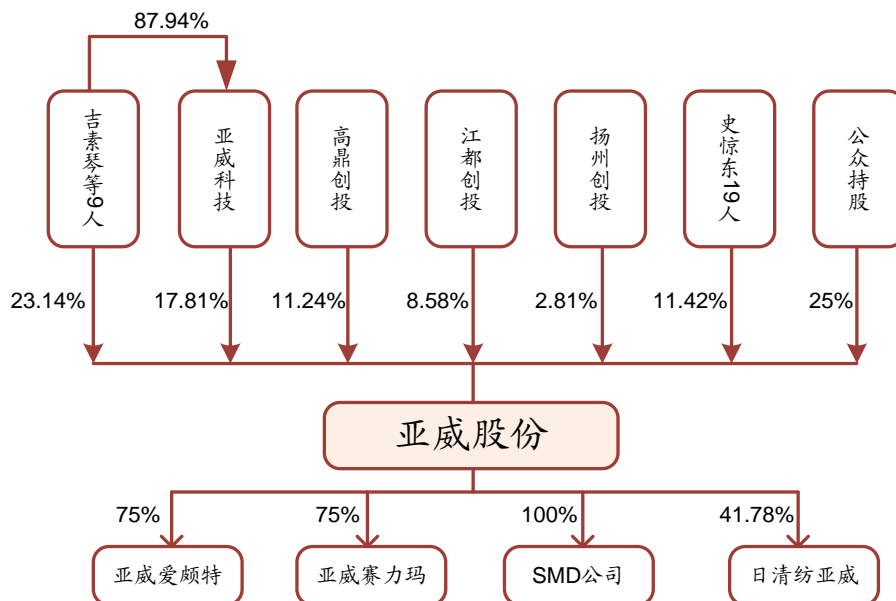 87.94%
吉素琴等9人
亚威科技
高鼎创投
江都创投
扬州创投
史惊东19人
公众持股
23.14%
17.81%
11.24%
8.58%
2.81%
11.42%
25%
亚威股份
75%
75%
100%
41.78%
亚威爱颇特
亚威赛力玛
SMD公司
日清纺亚威